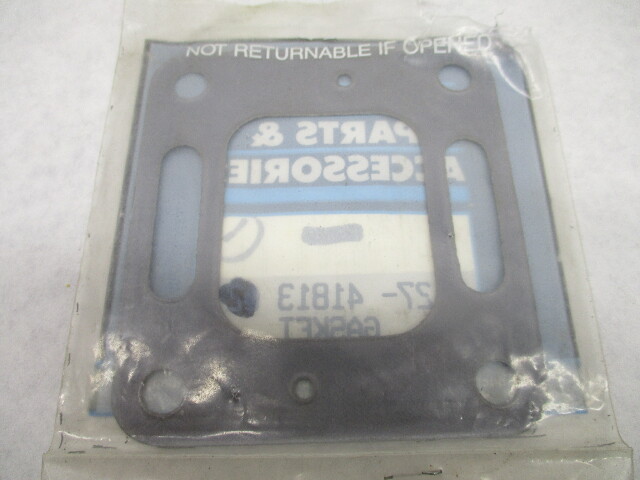 NOT RETURNABLE IF OPENED
PARTS &
ACCESSORIE
27-41813
GASKET